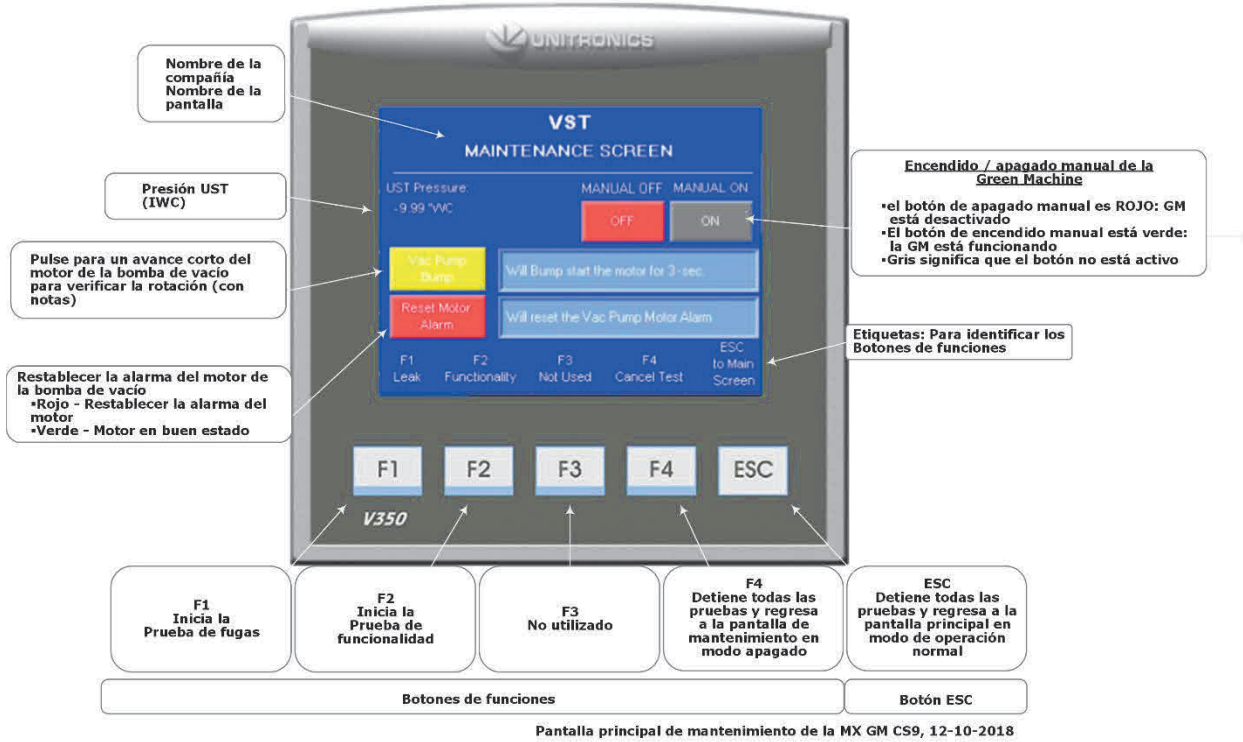 UNITRONICS
Nombre de la
compañía
Nombre de la
pantalla
VST
MAINTENANCE SCREEN
Presión UST
(IWC)
UST Pressure:
-9.99 "WC
MANUAL OFF
MANUAL ON
OFF
ON
Encendido / apagado manual de la
Green Machine
▪el botón de apagado manual es ROJO: GM
está desactivado
▪El botón de encendido manual está verde:
la GM está funcionando
▪Gris significa que el botón no está activo
Pulse para un avance corto del
motor de la bomba de vacío
para verificar la rotación (con
notas)
Vac Pump
Bump
Will Bump start the motor for 3-sec.
Reset Motor
Alarm
Will reset the Vac Pump Motor Alarm
Etiquetas: Para identificar los
Botones de funciones
Restablecer la alarma del motor de
la bomba de vacío
▪Rojo - Restablecer la alarma del
motor
▪Verde - Motor en buen estado
F1
Leak
F2
Functionality
F3
Not Used
F4
Cancel Test
ESC
to Main
Screen
F1
F2
F3
F4
ESC
V350
F1
Inicia la
Prueba de fugas
F2
Inicia la
Prueba de
funcionalidad
F3
No utilizado
F4
Detiene todas las
pruebas y regresa
a la pantalla de
mantenimiento en
modo apagado
ESC
Detiene todas las
pruebas y regresa a la
pantalla principal en
modo de operación
normal
Botones de funciones
Botón ESC
Pantalla principal de mantenimiento de la MX GM CS9, 12-10-2018